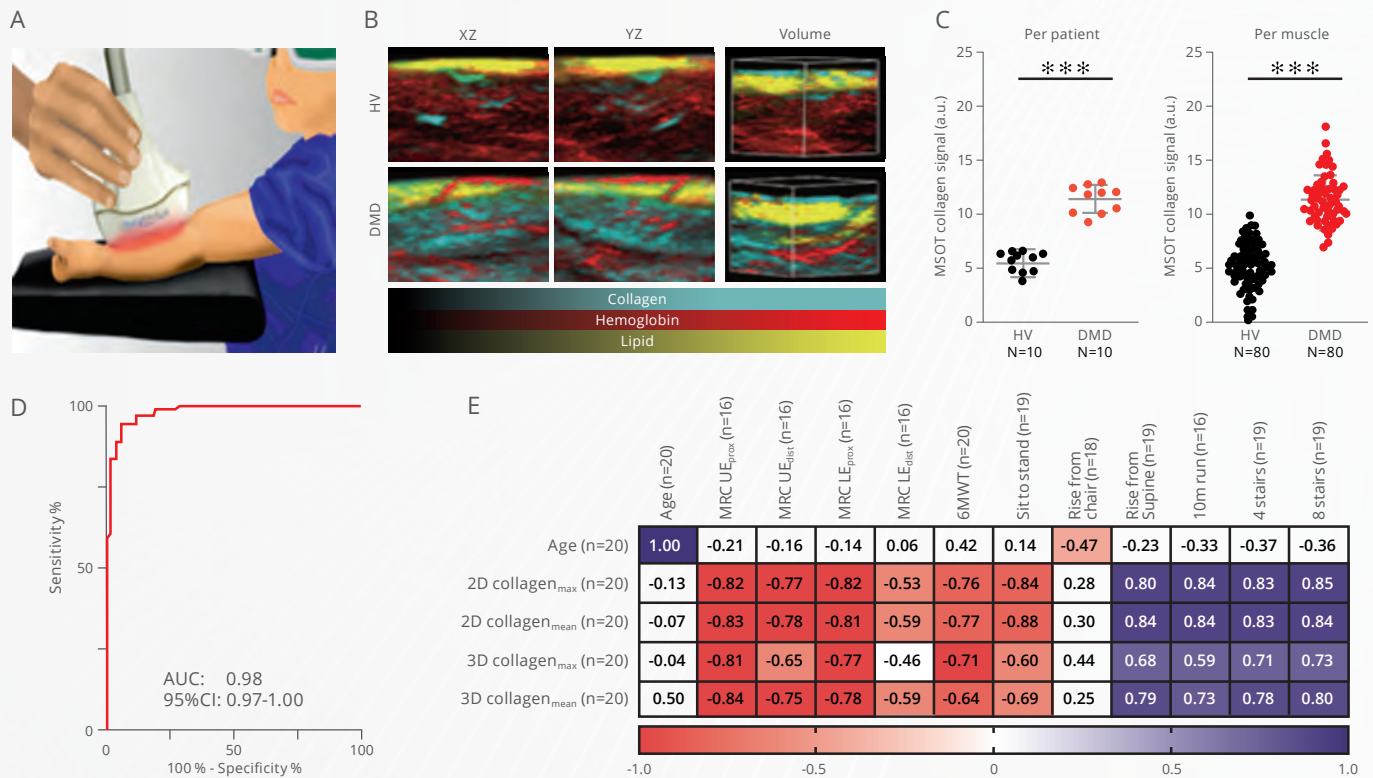 A
B
XZ
YZ
Volume
HV
DMD
Collagen
Hemoglobin
Lipid
C
Per patient
MSOT collagen signal (a.u.)
25
20
15
10
5
0
***
HV
N=10
DMD
N=10
Per muscle
MSOT collagen signal (a.u.)
25
20
15
10
5
0
***
HV
N=80
DMD
N=80
D
Sensitivity %
100
50
0
AUC: 0.98
95%CI: 0.97-1.00
0 50 100
100 % - Specificity %
E
Age (n=20)
MRC UEprox (n=16)
MRC UEdist (n=16)
MRC LEprox (n=16)
MRC LEdist (n=16)
6MWT (n=20)
Sit to stand (n=19)
Rise from
chair (n=18)
Rise from
Supine (n=19)
10m run (n=16)
4 stairs (n=19)
8 stairs (n=19)
Age (n=20) 1.00 -0.21 -0.16 -0.14 0.06 0.42 0.14 -0.47 -0.23 -0.33 -0.37 -0.36
2D collagenmax (n=20) -0.13 -0.82 -0.77 -0.82 -0.53 -0.76 -0.84 0.28 0.80 0.84 0.83 0.85
2D collagenmean (n=20) -0.07 -0.83 -0.78 -0.81 -0.59 -0.77 -0.88 0.30 0.84 0.84 0.83 0.84
3D collagenmax (n=20) -0.04 -0.81 -0.65 -0.77 -0.46 -0.71 -0.60 0.44 0.68 0.59 0.71 0.73
3D collagenmean (n=20) 0.50 -0.84 -0.75 -0.78 -0.59 -0.64 -0.69 0.25 0.79 0.73 0.78 0.80
-1.0 -0.5 0 0.5 1.0